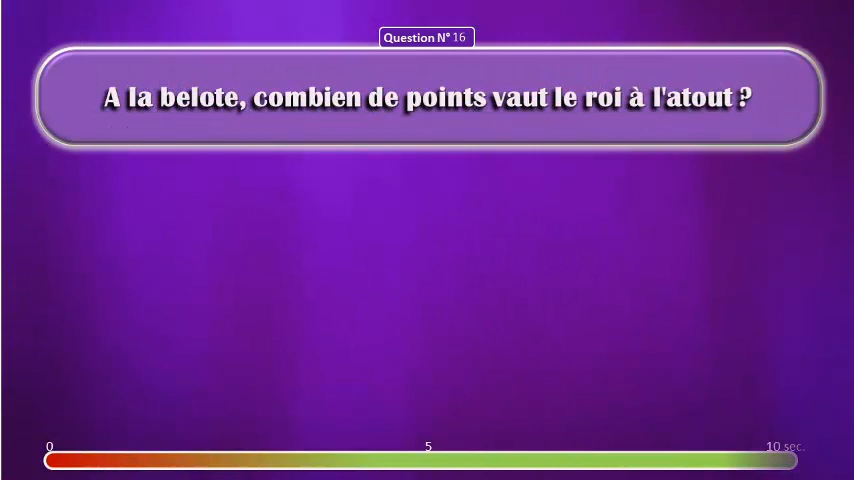 Question N° 16
A la belote, combien de points vaut le roi à l'atout ?
0 5 10 sec.